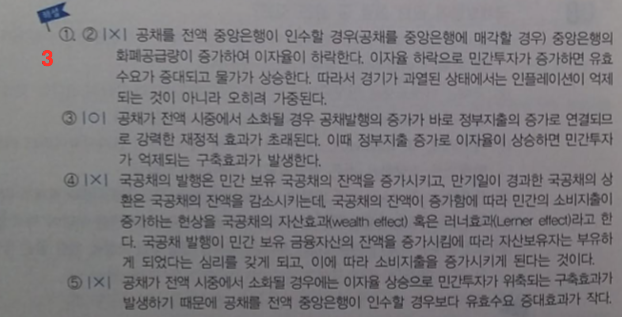 해설
①, ② |X| 공채를 전액 중앙은행이 인수할 경우(공채를 중앙은행에 매각할 경우) 중앙은행의
3
화폐공급량이 증가하여 이자율이 하락한다. 이자율 하락으로 민간투자가 증가하면 유효
수요가 증대되고 물가가 상승한다. 따라서 경기가 과열된 상태에서는 인플레이션이 억제
되는 것이 아니라 오히려 가중된다.
③ |O| 공채가 전액 시중에서 소화될 경우 공채발행의 증가가 바로 정부지출의 증가로 연결되므
로 강력한 재정적 효과가 초래된다. 이때 정부지출 증가로 이자율이 상승하면 민간투자
가 억제되는 구축효과가 발생한다.
④ |X| 국공채의 발행은 민간 보유 국공채의 잔액을 증가시키고, 만기일이 경과한 국공채의 상
환은 국공채의 잔액을 감소시키는데, 국공채의 잔액이 증가함에 따라 민간의 소비지출이
증가하는 현상을 국공채의 자산효과(wealth effect) 혹은 러너효과(Lerner effect)라고 한
다. 국공채 발행이 민간 보유 금융자산의 잔액을 증가시킴에 따라 자산보유자는 부유하
게 되었다는 심리를 갖게 되고, 이에 따라 소비지출을 증가시키게 된다는 것이다.
⑤ |X| 공채가 전액 시중에서 소화될 경우에는 이자율 상승으로 민간투자가 위축되는 구축효과가
발생하기 때문에 공채를 전액 중앙은행이 인수할 경우보다 유효수요 증대효과가 작다.